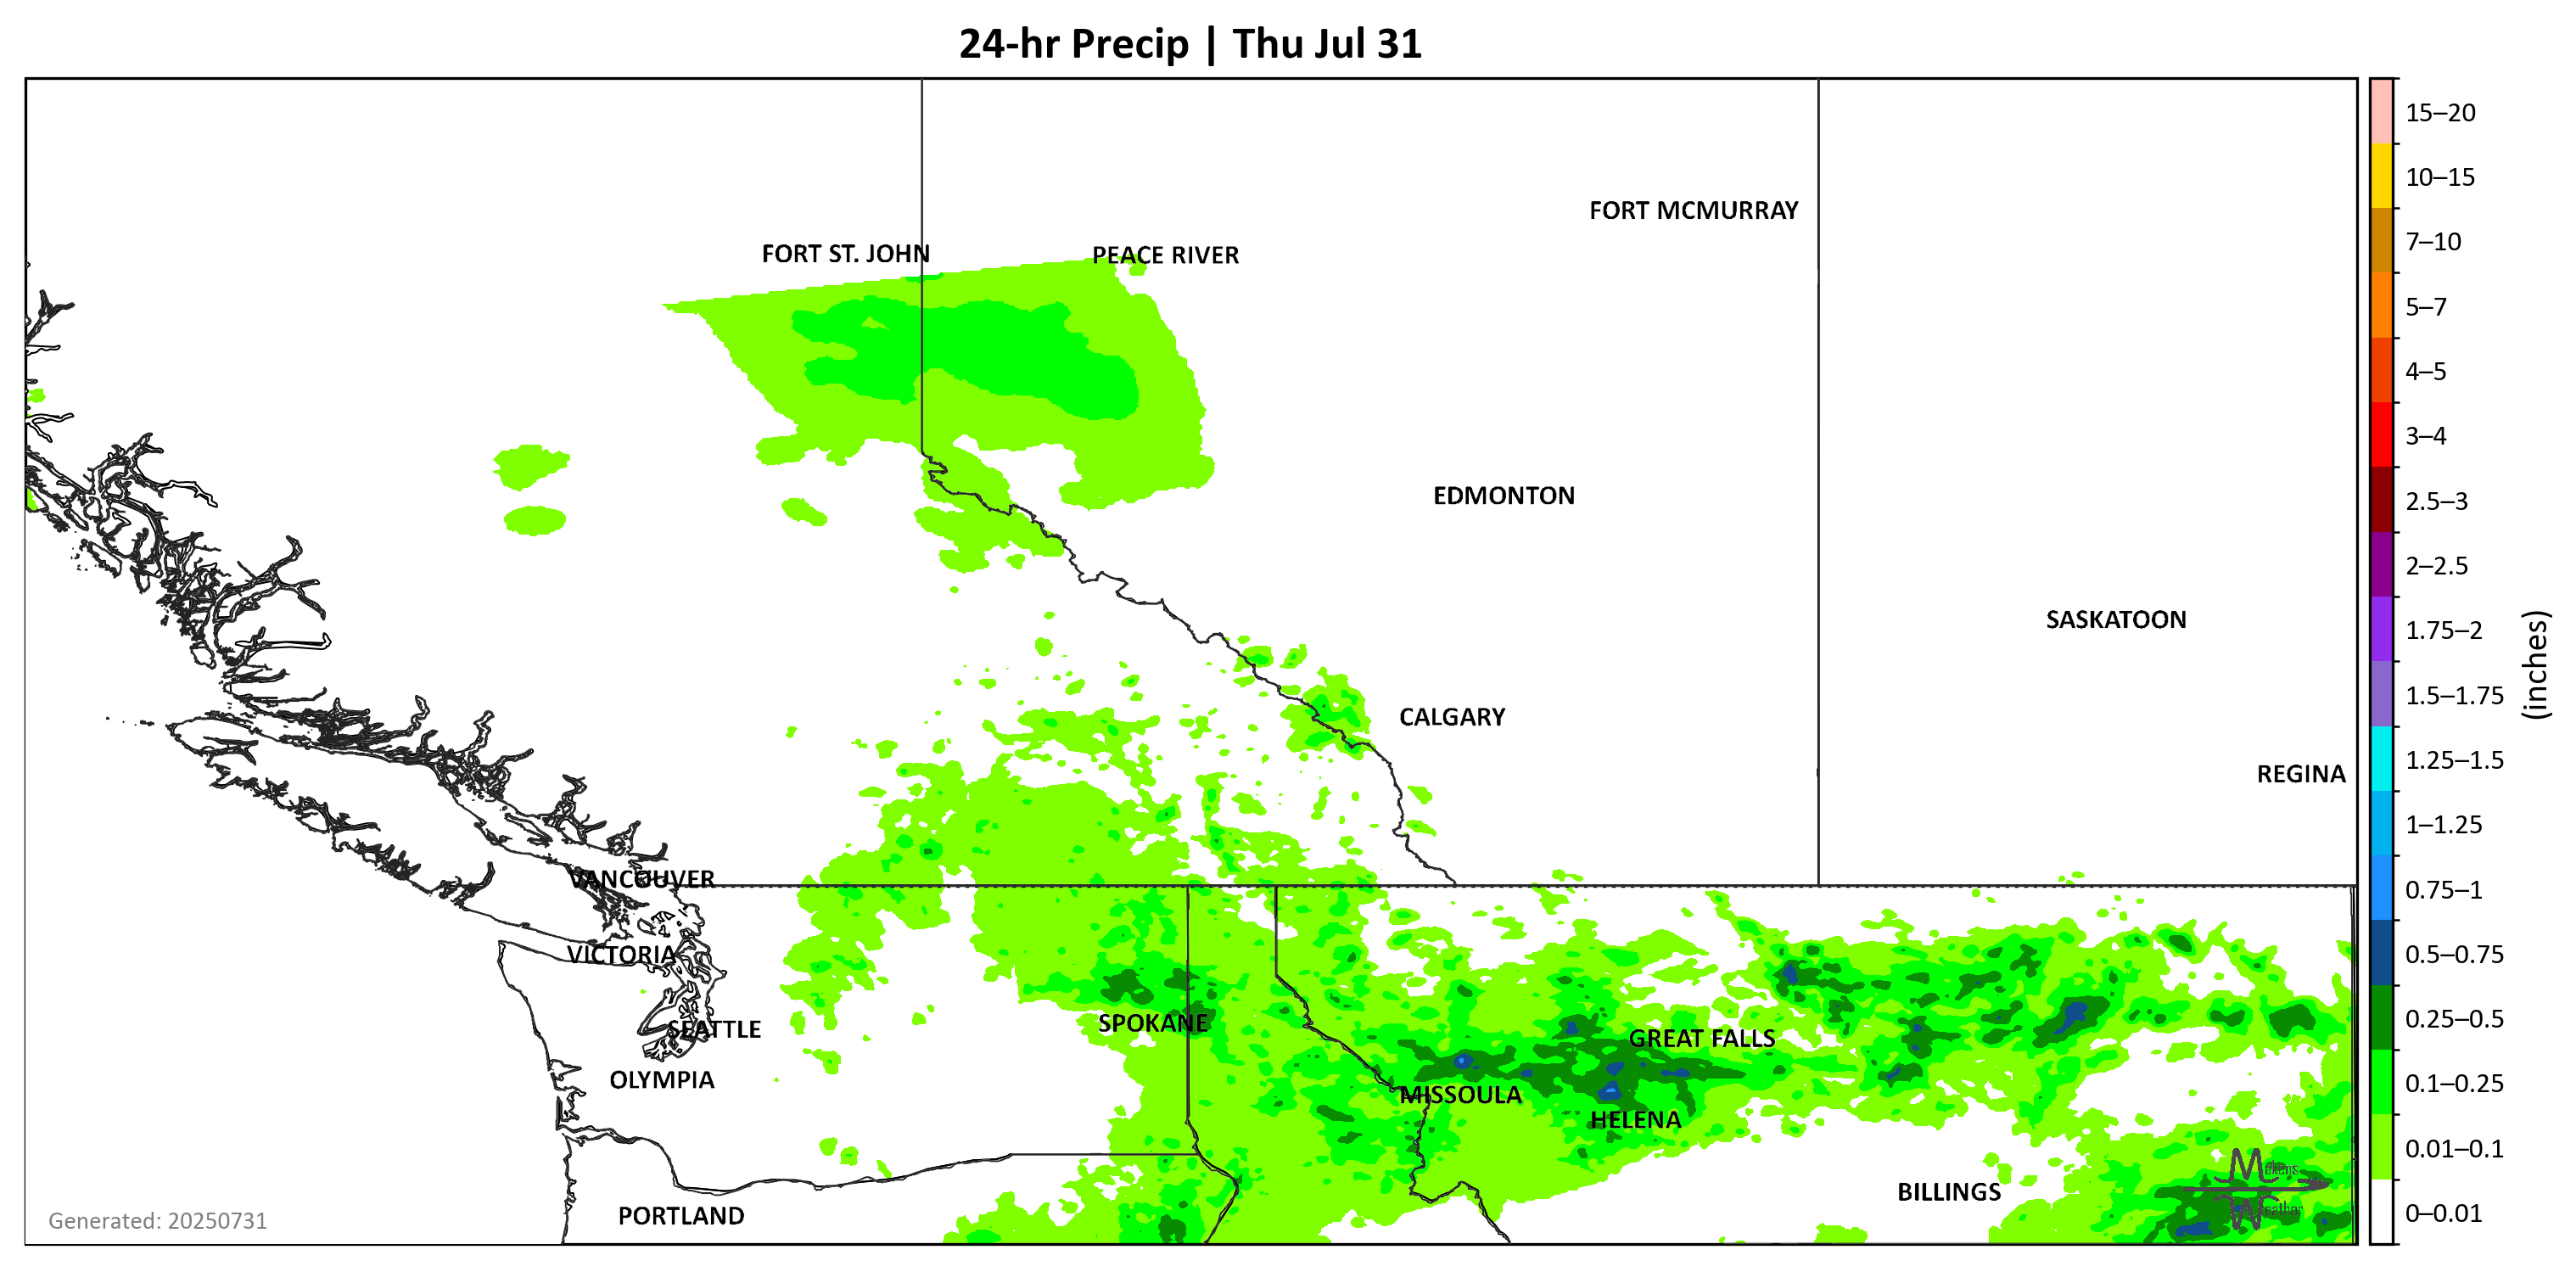 24-hr Precip | Thu Jul 31
FORT MCMURRAY
FORT ST. JOHN
PEACE RIVER
EDMONTON
SASKATOON
CALGARY
REGINA
VANCOUVER
VICTORIA
SPOKANE
SEATTLE
GREAT FALLS
OLYMPIA
MISSOULA
HELENA
BILLINGS
PORTLAND
Generated: 20250731
Weather
15–20
10–15
7–10
5–7
4–5
3–4
2.5–3
2–2.5
1.75–2
1.5–1.75
1.25–1.5
1–1.25
0.75–1
0.5–0.75
0.25–0.5
0.1–0.25
0.01–0.1
0–0.01
(inches)